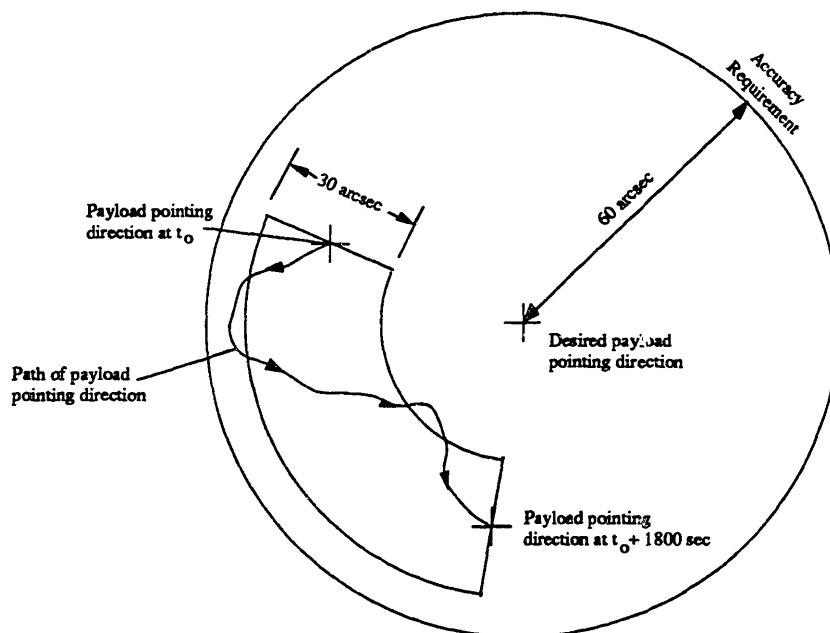 Accuracy
Requirement
30 arcsec
60 arcsec
Payload pointing
direction at to
Desired payload
pointing direction
Path of payload
pointing direction
Payload pointing
direction at to + 1800 sec